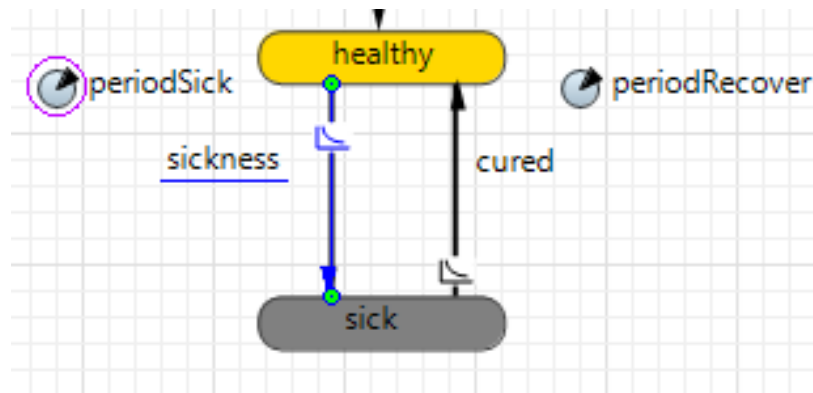 healthy
periodSick
periodRecover
sickness
cured
sick